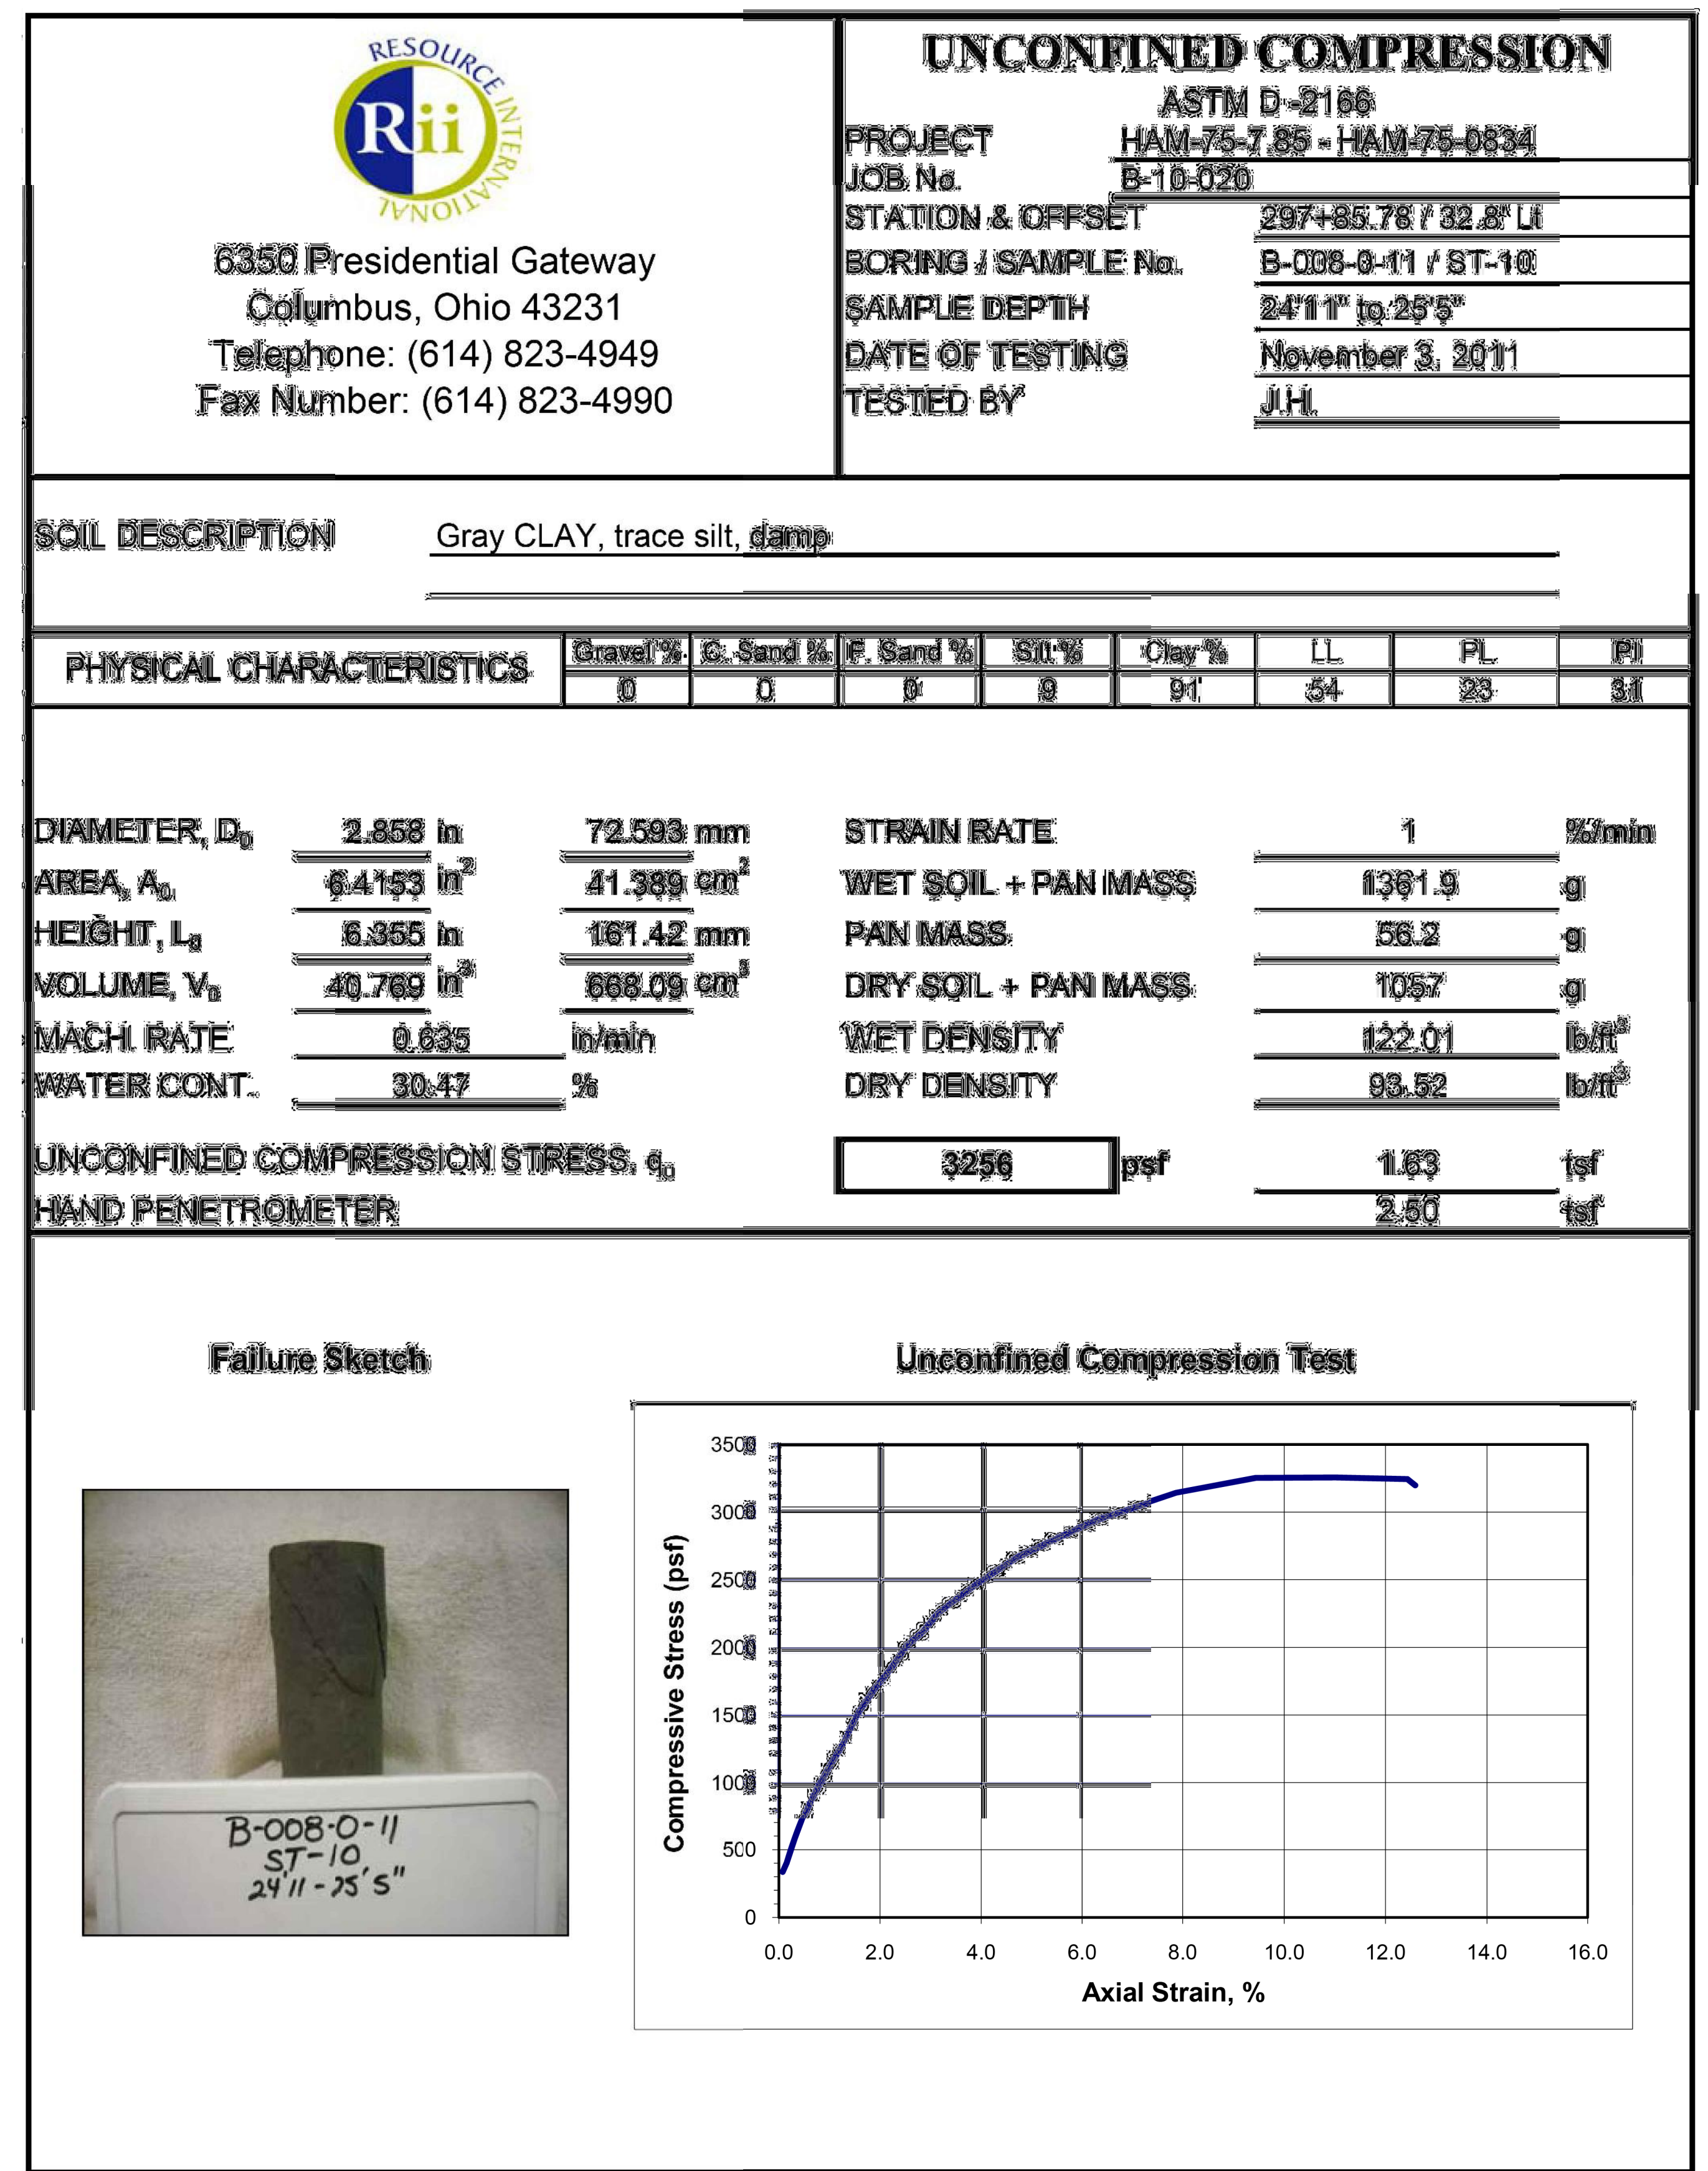 RESOURCE INTERNATIONAL
Rii
6350 Presidential Gateway
Columbus, Ohio 43231
Telephone: (614) 823-4949
Fax Number: (614) 823-4990
UNCONFINED COMPRESSION
ASTM D -2166
PROJECT HAM-75-7.85 - HAM-75-0834
JOB No. B-10-020
STATION & OFFSET 297+85.78 / 32.8' Lt
BORING / SAMPLE No. B-008-0-11 / ST-10
SAMPLE DEPTH 24'11" to 25'5"
DATE OF TESTING November 3, 2011
TESTED BY J.H.
SOIL DESCRIPTION Gray CLAY, trace silt, damp
PHYSICAL CHARACTERISTICS Gravel % C. Sand % F. Sand % Silt % Clay % LL PL PI
0 0 0 9 91 54 23 31
DIAMETER, D0 2.858 in 72.593 mm STRAIN RATE 1 %/min
AREA, A0 6.4153 in² 41.389 cm² WET SOIL + PAN MASS 1361.9 g
HEIGHT, L0 6.355 in 161.42 mm PAN MASS 56.2 g
VOLUME, V0 40.769 in³ 668.09 cm³ DRY SOIL + PAN MASS 1057 g
MACH. RATE 0.635 in/min WET DENSITY 122.01 lb/ft³
WATER CONT. 30.47 % DRY DENSITY 93.52 lb/ft³
UNCONFINED COMPRESSION STRESS, qu 3256 psf 1.63 tsf
HAND PENETROMETER 2.50 tsf
Failure Sketch
B-008-0-11
ST-10
24'11-25'5"
Unconfined Compression Test
Compressive Stress (psf)
3500
3000
2500
2000
1500
1000
500
0
0.0 2.0 4.0 6.0 8.0 10.0 12.0 14.0 16.0
Axial Strain, %